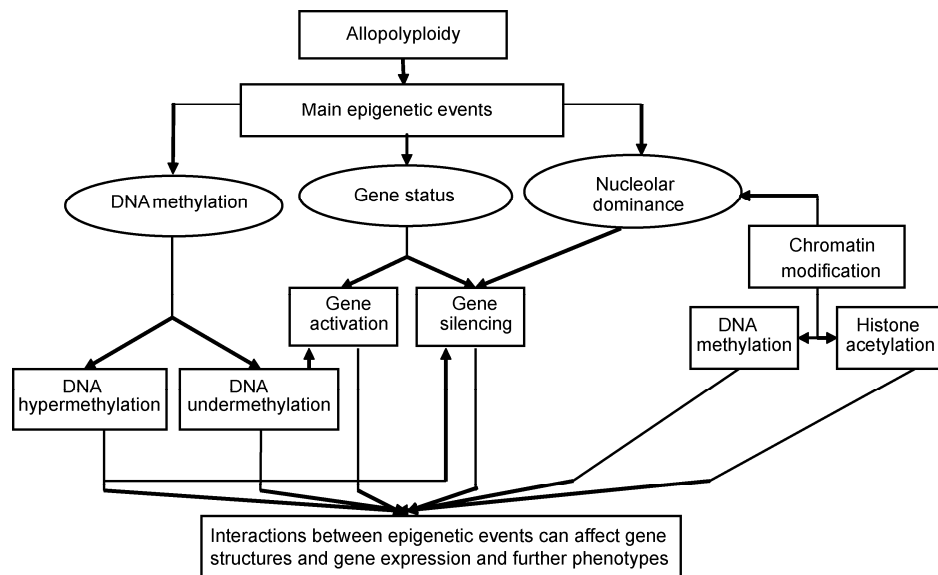 Allopolyploidy
Main epigenetic events
DNA methylation
Gene status
Nucleolar
dominance
Chromatin
modification
Gene
activation
Gene
silencing
DNA
methylation
Histone
acetylation
DNA
hypermethylation
DNA
undermethylation
Interactions between epigenetic events can affect gene
structures and gene expression and further phenotypes